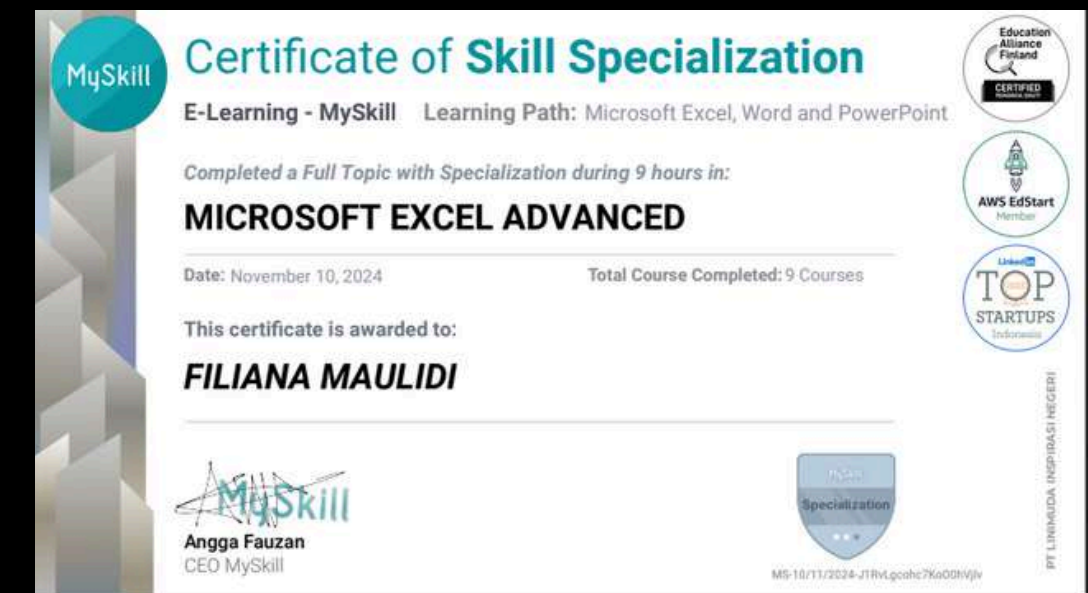 MySkill
Certificate of Skill Specialization
E-Learning - MySkill Learning Path: Microsoft Excel, Word and PowerPoint
Completed a Full Topic with Specialization during 9 hours in:
MICROSOFT EXCEL ADVANCED
Date: November 10, 2024 Total Course Completed: 9 Courses
This certificate is awarded to:
FILIANA MAULIDI
MySkill
Angga Fauzan
CEO MySkill
MySkill
Specialization
Education
Alliance
Finland
CERTIFIED
AWS EdStart
Member
LinkedIn
TOP
STARTUPS
Indonesia
PT LINIMUDA INSPIRASI NEGERI